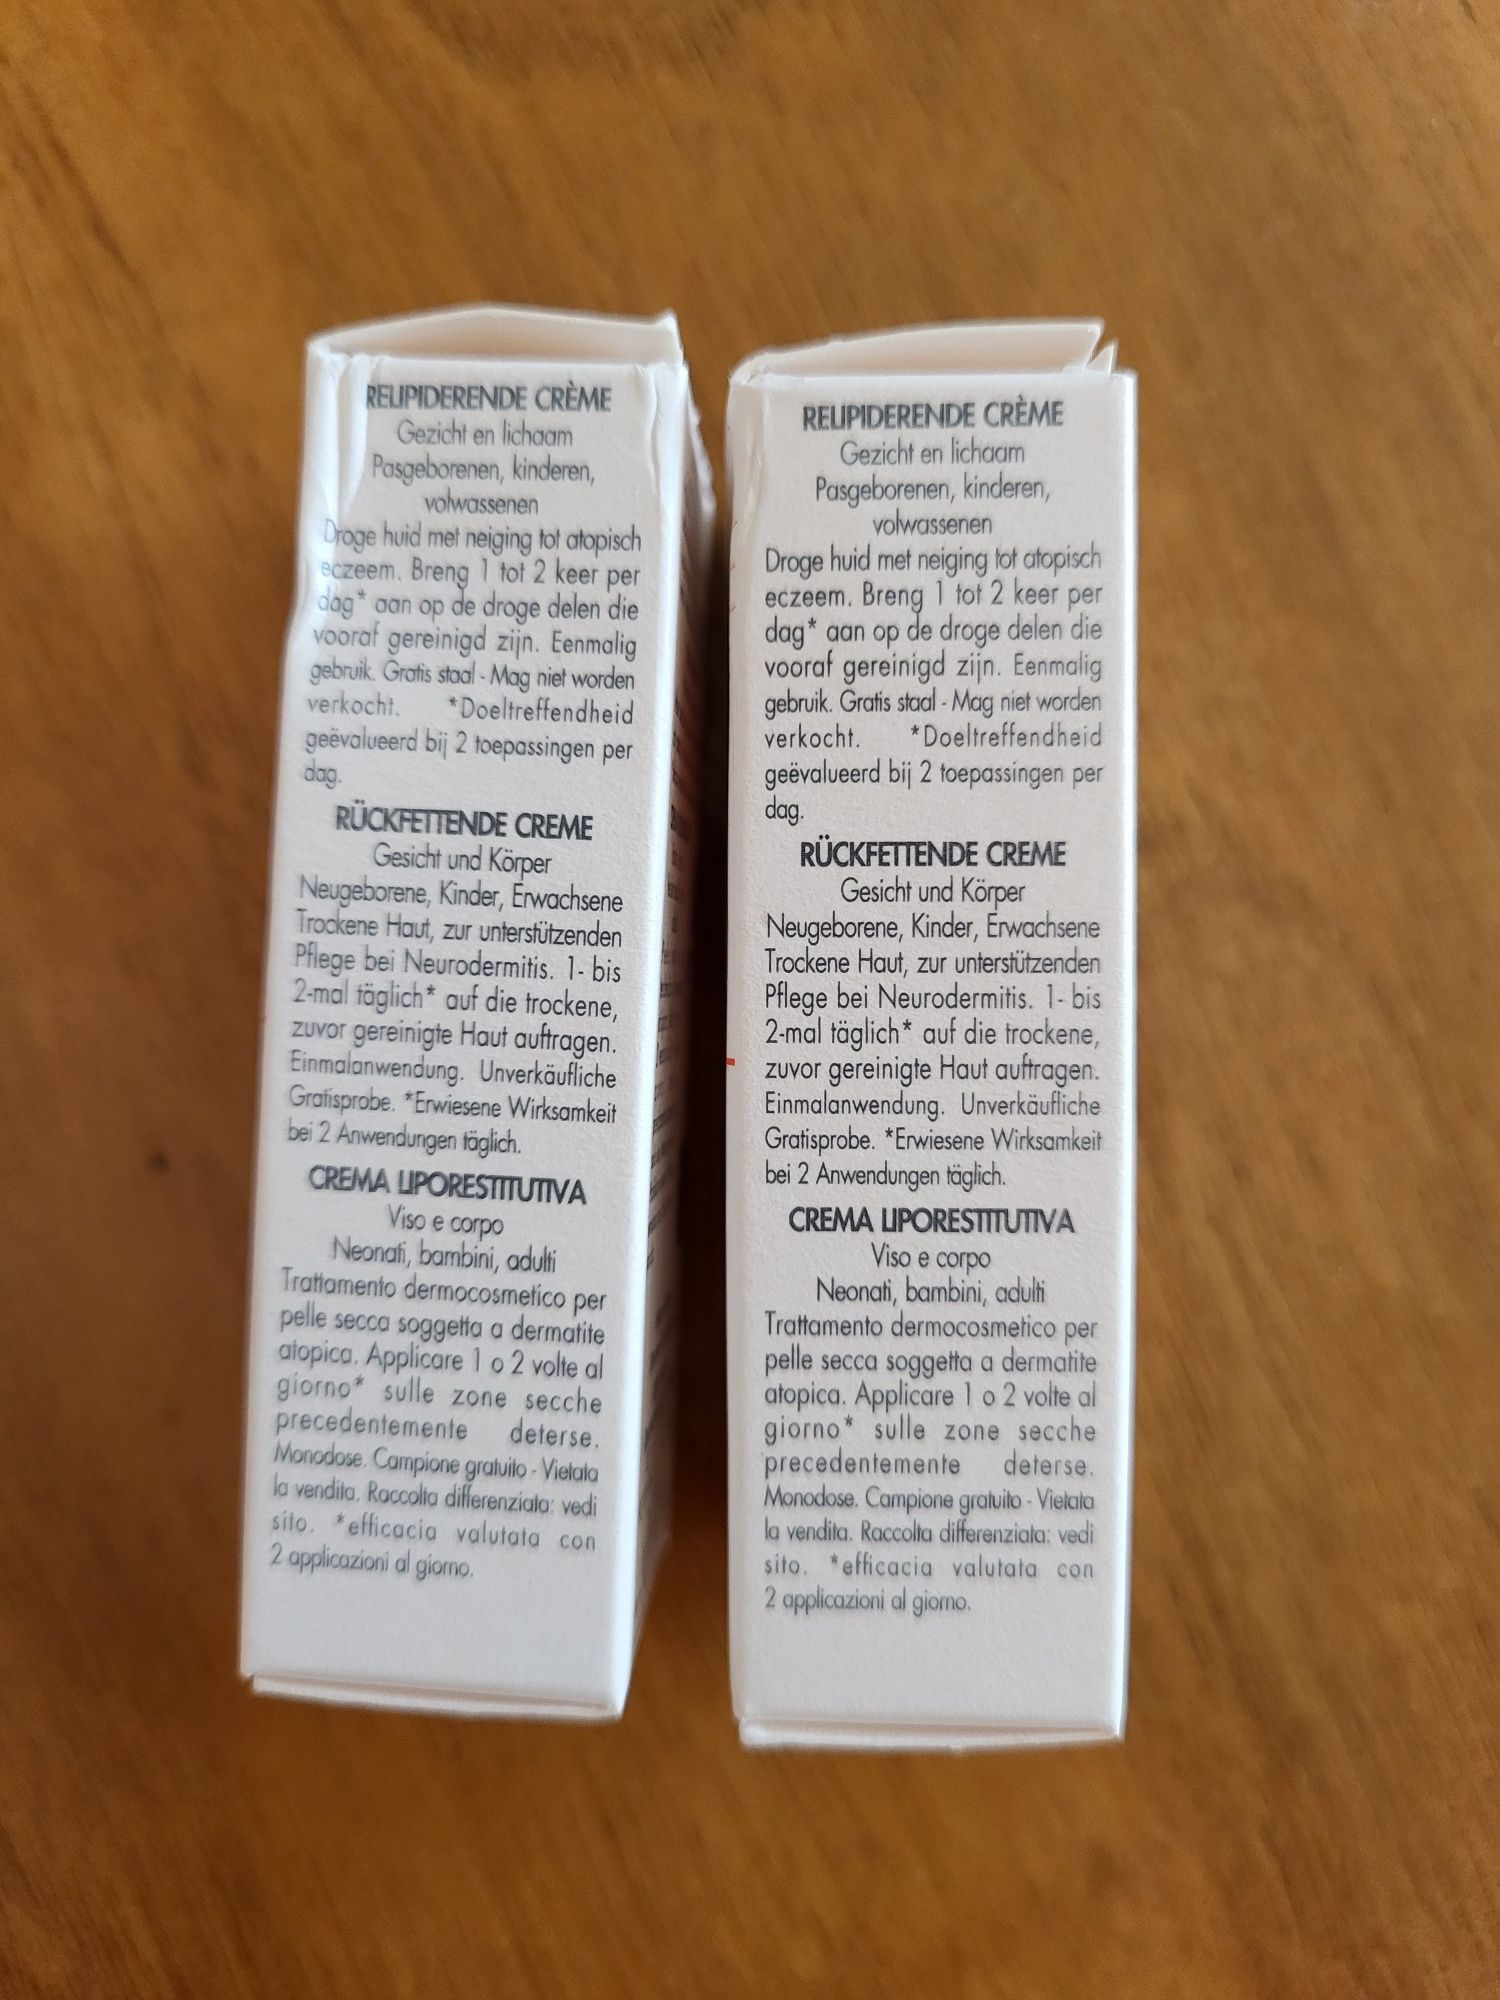 RELIPIDERENDE CRÈME
Gezicht en lichaam
Pasgeborenen, kinderen,
volwassenen
Droge huid met neiging tot atopisch
eczeem. Breng 1 tot 2 keer per
dag* aan op de droge delen die
vooraf gereinigd zijn. Eenmalig
gebruik. Gratis staal - Mag niet worden
verkocht. *Doeltreffendheid
geëvalueerd bij 2 toepassingen per
dag.
RÜCKFETTENDE CREME
Gesicht und Körper
Neugeborene, Kinder, Erwachsene
Trockene Haut, zur unterstützenden
Pflege bei Neurodermitis. 1- bis
2-mal täglich* auf die trockene,
zuvor gereinigte Haut auftragen.
Einmalanwendung. Unverkäufliche
Gratisprobe. *Erwiesene Wirksamkeit
bei 2 Anwendungen täglich.
CREMA LIPORESTITUTIVA
Viso e corpo
Neonati, bambini, adulti
Trattamento dermocosmetico per
pelle secca soggetta a dermatite
atopica. Applicare 1 o 2 volte al
giorno* sulle zone secche
precedentemente deterse.
Monodose. Campione gratuito - Vietata
la vendita. Raccolta differenziata: vedi
sito. *efficacia valutata con
2 applicazioni al giorno.
RELIPIDERENDE CRÈME
Gezicht en lichaam
Pasgeborenen, kinderen,
volwassenen
Droge huid met neiging tot atopisch
eczeem. Breng 1 tot 2 keer per
dag* aan op de droge delen die
vooraf gereinigd zijn. Eenmalig
gebruik. Gratis staal - Mag niet worden
verkocht. *Doeltreffendheid
geëvalueerd bij 2 toepassingen per
dag.
RÜCKFETTENDE CREME
Gesicht und Körper
Neugeborene, Kinder, Erwachsene
Trockene Haut, zur unterstützenden
Pflege bei Neurodermitis. 1- bis
2-mal täglich* auf die trockene,
zuvor gereinigte Haut auftragen.
Einmalanwendung. Unverkäufliche
Gratisprobe. *Erwiesene Wirksamkeit
bei 2 Anwendungen täglich.
CREMA LIPORESTITUTIVA
Viso e corpo
Neonati, bambini, adulti
Trattamento dermocosmetico per
pelle secca soggetta a dermatite
atopica. Applicare 1 o 2 volte al
giorno* sulle zone secche
precedentemente deterse.
Monodose. Campione gratuito - Vietata
la vendita. Raccolta differenziata: vedi
sito. *efficacia valutata con
2 applicazioni al giorno.